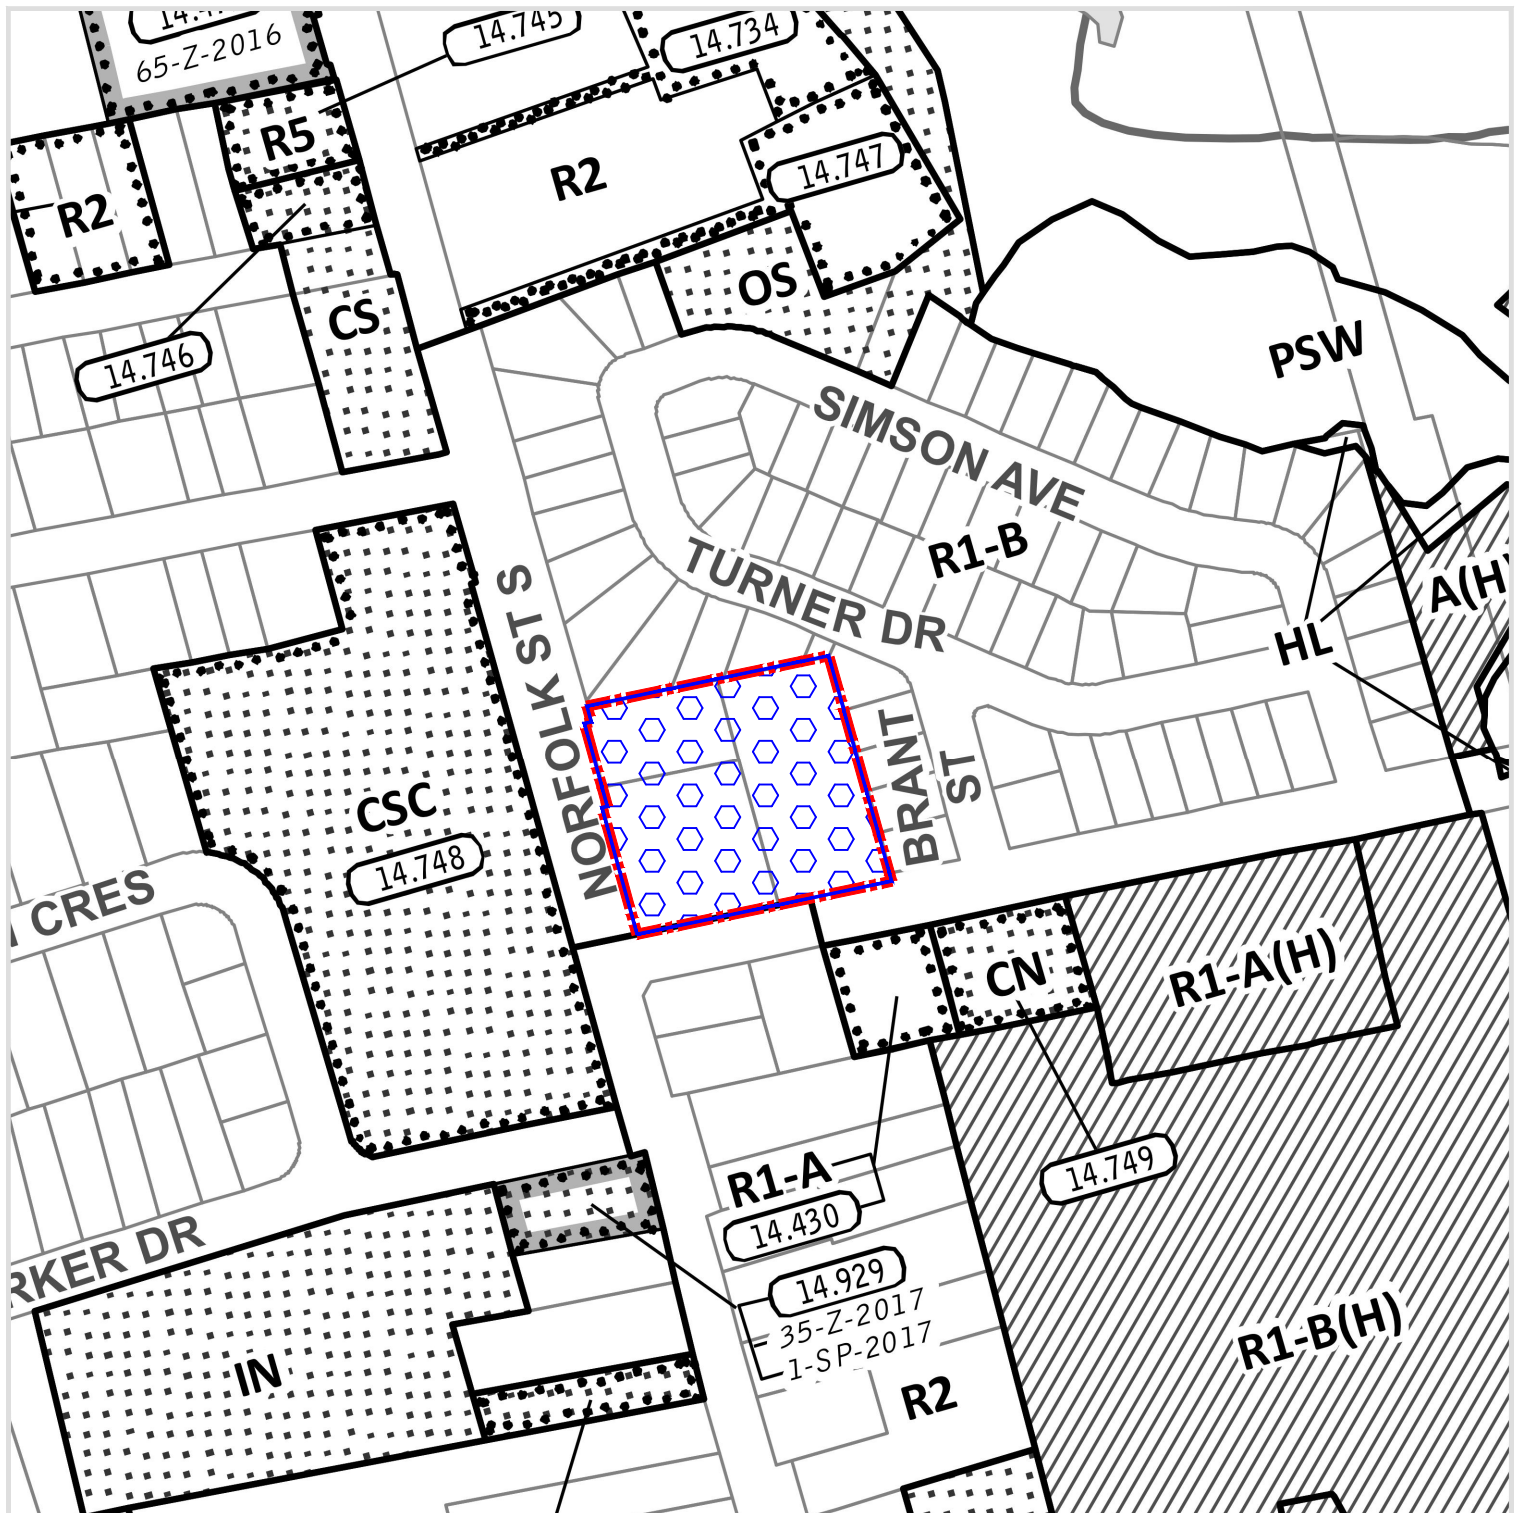 65-Z-2016
14.745
14.734
R5
R2
R2
14.747
OS
CS
14.746
PSW
SIMSON AVE
R1-B
TURNER DR
A(H)
HL
NORFOLK ST S
BRANT
ST
CSC
14.748
CRES
CN
R1-A(H)
14.749
R1-A
14.430
14.929
35-Z-2017
1-SP-2017
RKER DR
IN
R1-B(H)
R2